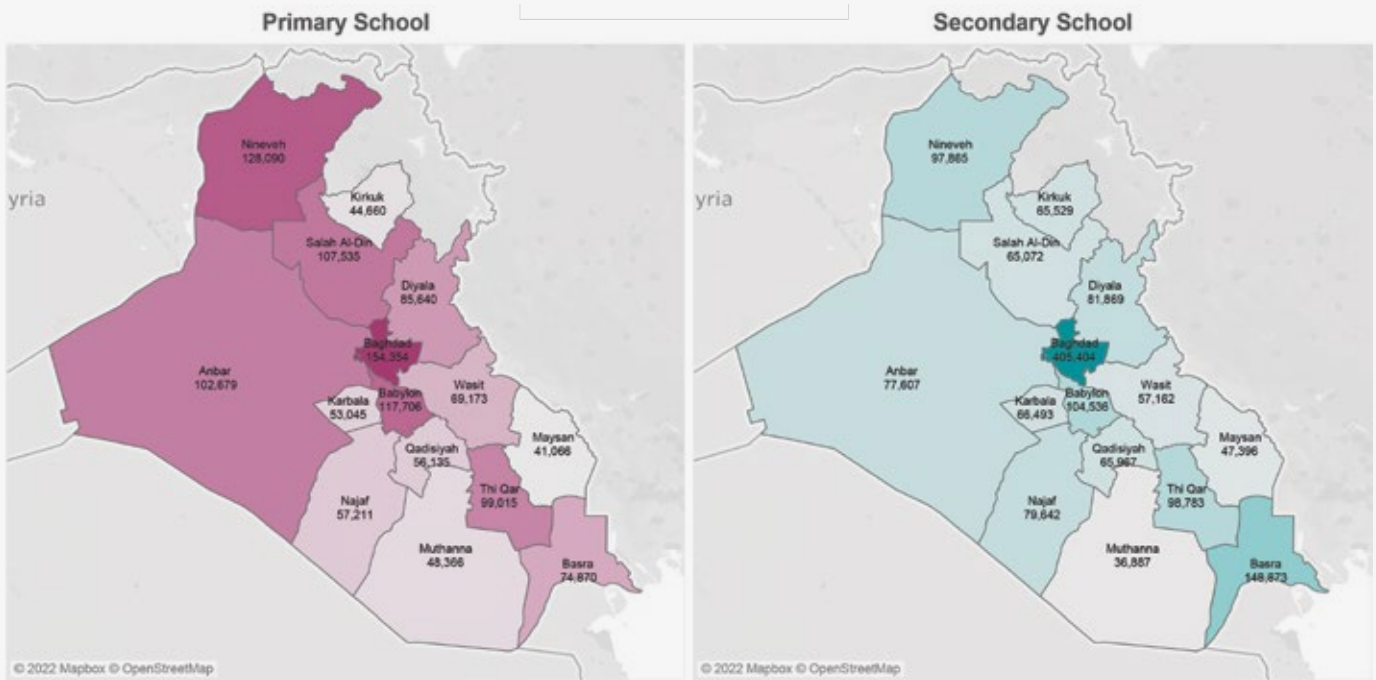 Primary School
Nineveh
128,090
yria
Kirkuk
44,660
Salah Al-Din
107,535
Diyala
85,640
Baghdad
154,354
Anbar
102,679
Karbala
53,045
Babylon
117,706
Wasit
69,173
Qadisiyah
56,135
Maysan
41,066
Najaf
57,211
Thi Qar
99,015
Muthanna
48,366
Basra
74,870
© 2022 Mapbox © OpenStreetMap
Secondary School
Nineveh
97,865
yria
Kirkuk
65,529
Salah Al-Din
65,072
Diyala
81,869
Baghdad
405,404
Anbar
77,607
Karbala
66,493
Babylon
104,536
Wasit
57,162
Qadisiyah
65,967
Maysan
47,396
Najaf
79,642
Thi Qar
98,783
Muthanna
36,887
Basra
148,873
© 2022 Mapbox © OpenStreetMap